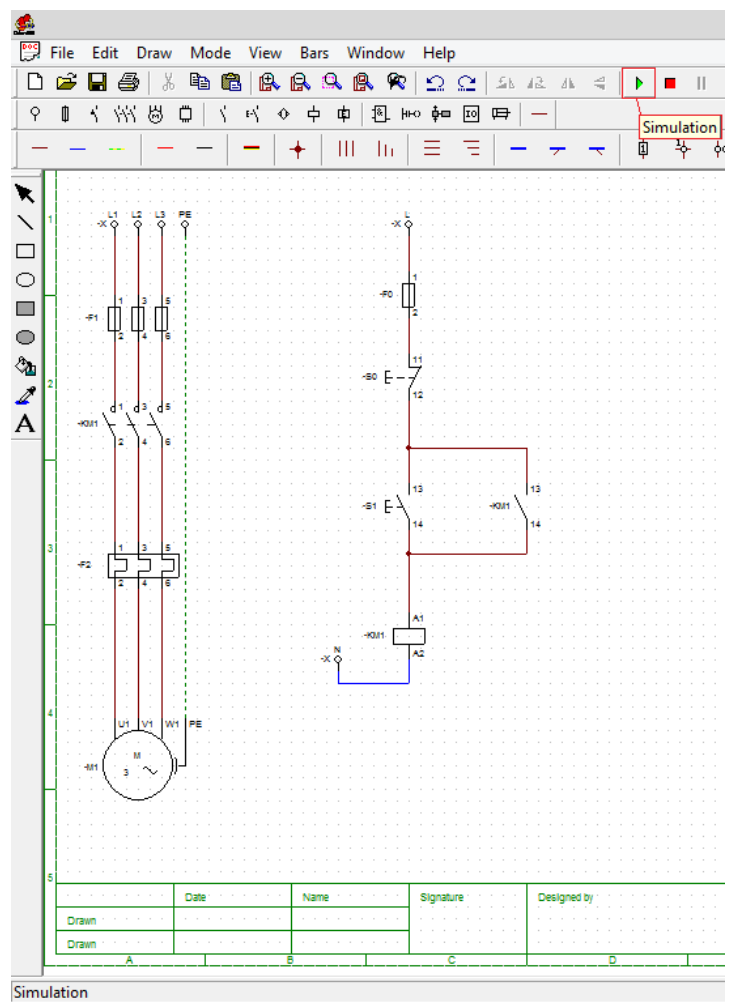 DOC
File Edit Draw Mode View Bars Window Help
Simulation
L1 L2 L3 PE
-X
L
-X
1
-F0
2
1 3 5
-F1
2 4 6
11
-S0
12
1 3 5
-KM1
2 4 6
13
-S1
14
13
-KM1
14
1 3 5
-F2
2 4 6
A1
-KM1
A2
N
-X
U1 V1 W1 PE
M
3
-M1
1
2
3
4
5
Date Name Signature Designed by
Drawn
Drawn
A B C D
Simulation